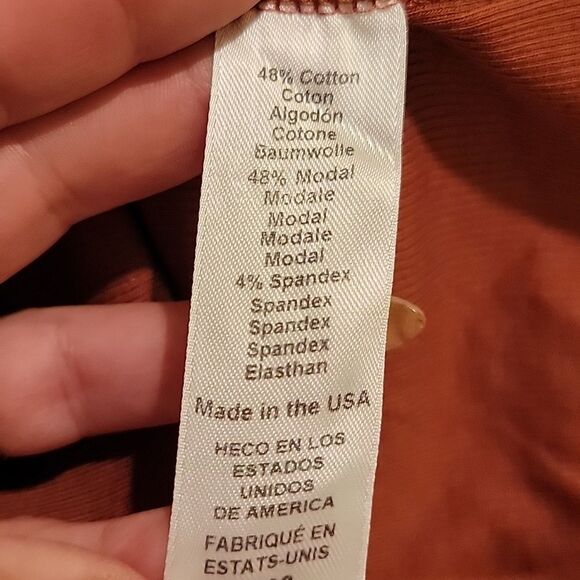 48% Cotton
Coton
Algodón
Cotone
Baumwolle
48% Modal
Modale
Modal
Modale
Modal
4% Spandex
Spandex
Spandex
Spandex
Elasthan
Made in the USA
HECO EN LOS
ESTADOS
UNIDOS
DE AMERICA
FABRIQUÉ EN
ESTATS-UNIS